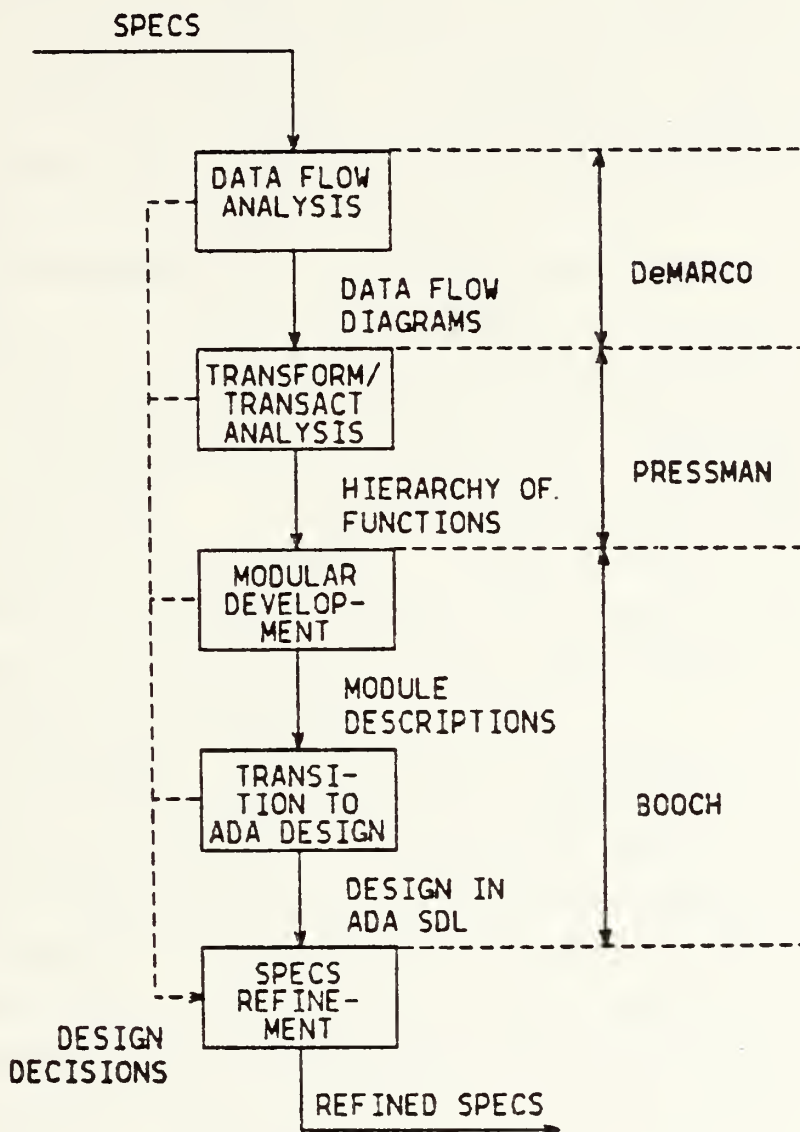 SPECS
DATA FLOW
ANALYSIS
DATA FLOW
DIAGRAMS
DeMARCO
TRANSFORM/
TRANSACT
ANALYSIS
HIERARCHY OF.
FUNCTIONS
PRESSMAN
MODULAR
DEVELOP-
MENT
MODULE
DESCRIPTIONS
TRANSI-
TION TO
ADA DESIGN
BOOCH
DESIGN IN
ADA SDL
SPECS
REFINE-
MENT
DESIGN
DECISIONS
REFINED SPECS